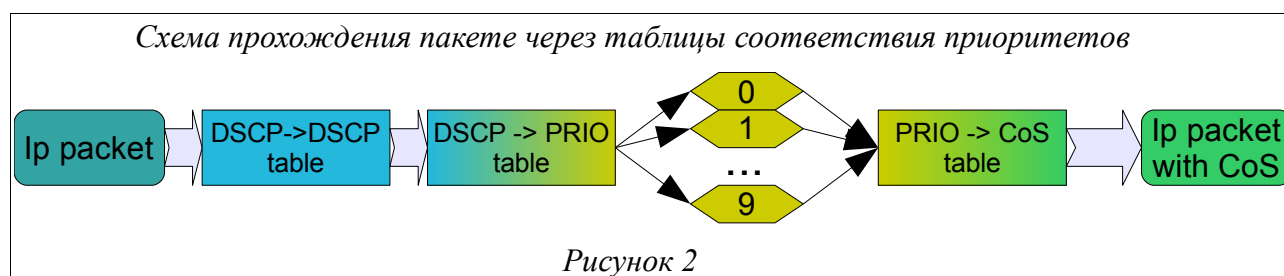 Схема прохождения пакете через таблицы соответствия приоритетов
Ip packet
DSCP->DSCP
table
DSCP -> PRIO
table
0
1
...
9
PRIO -> CoS
table
Ip packet
with CoS
Рисунок 2